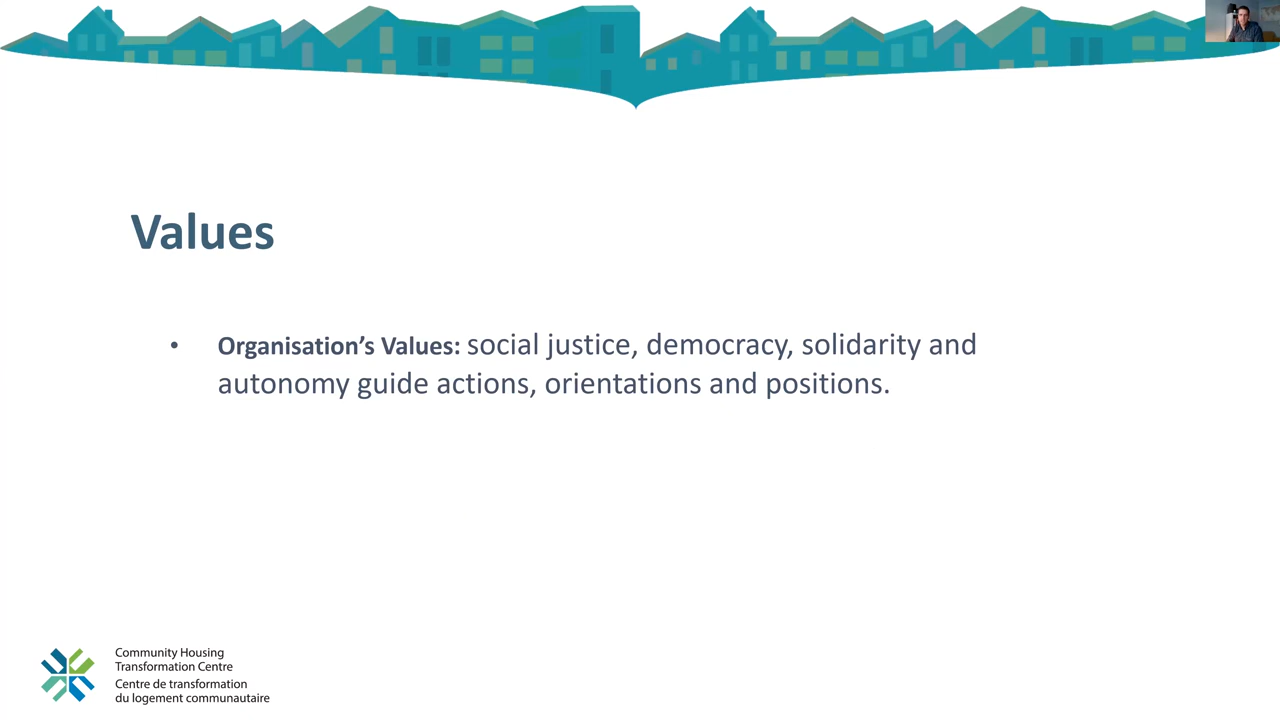 Values
• Organisation’s Values: social justice, democracy, solidarity and
autonomy guide actions, orientations and positions.
Community Housing
Transformation Centre
Centre de transformation
du logement communautaire